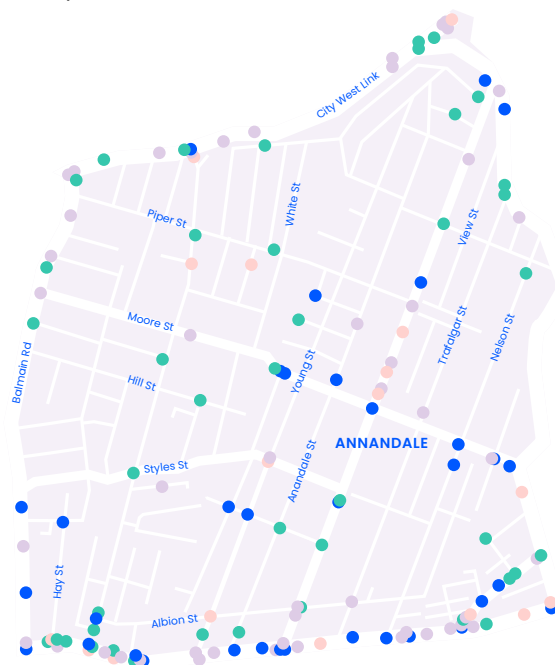 City West Link
Piper St
White St
View St
Moore St
Trafalgar St
Nelson St
Balmain Rd
Hill St
Young St
ANNANDALE
Styles St
Anandale St
Hay St
Albion St